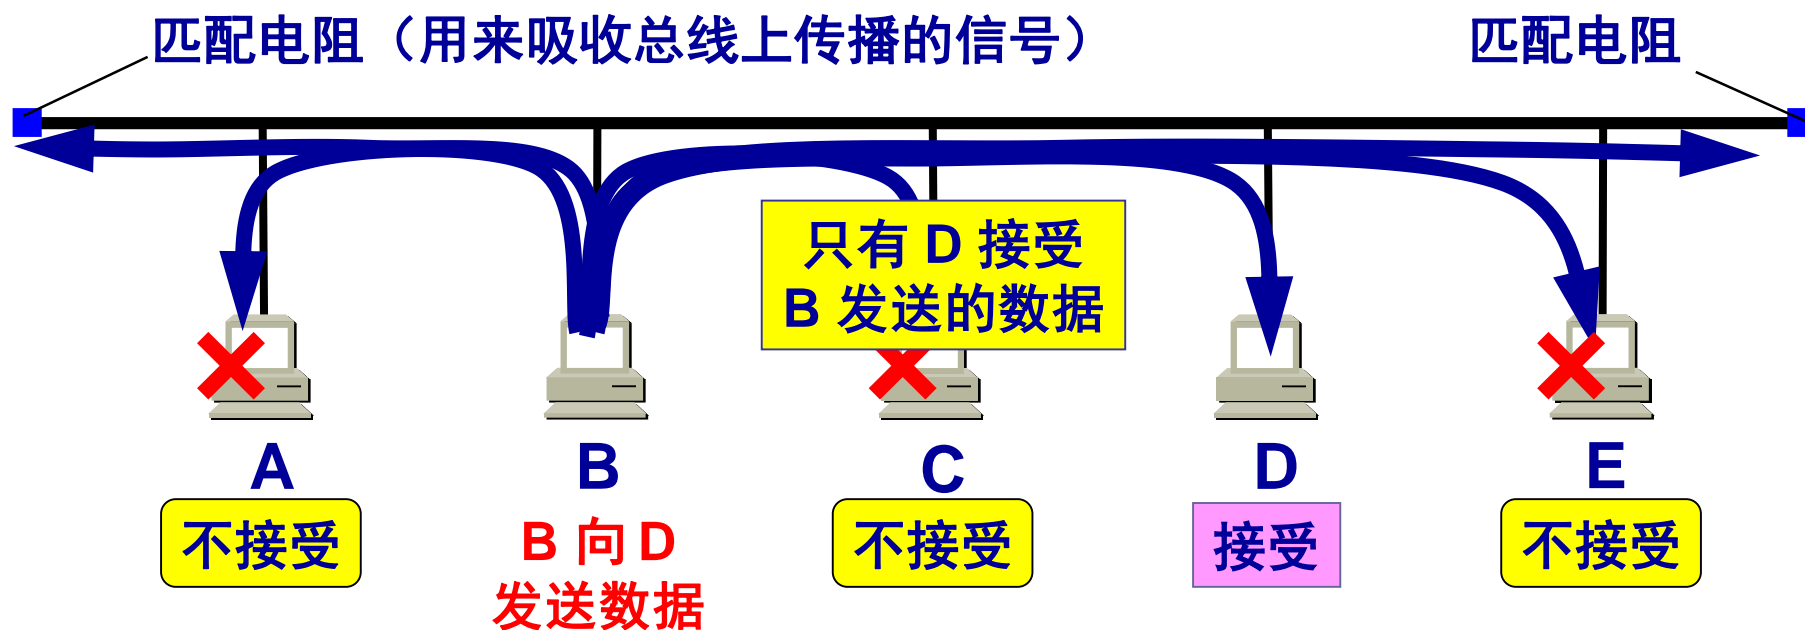 匹配电阻（用来吸收总线上传播的信号）
匹配电阻
只有 D 接受
B 发送的数据
A
B
C
D
E
不接受
B 向 D
发送数据
不接受
接受
不接受